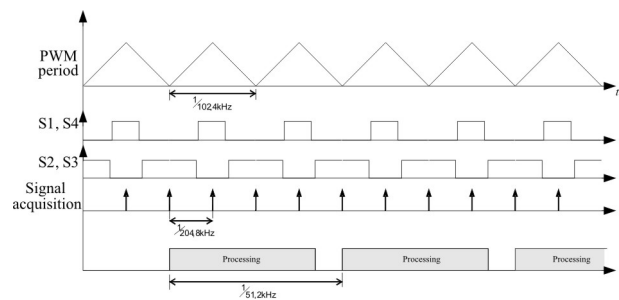 PWM
period
t
1/102,4kHz
S1, S4
S2, S3
Signal
acquisition
1/204,8kHz
Processing
Processing
Processing
1/51,2kHz